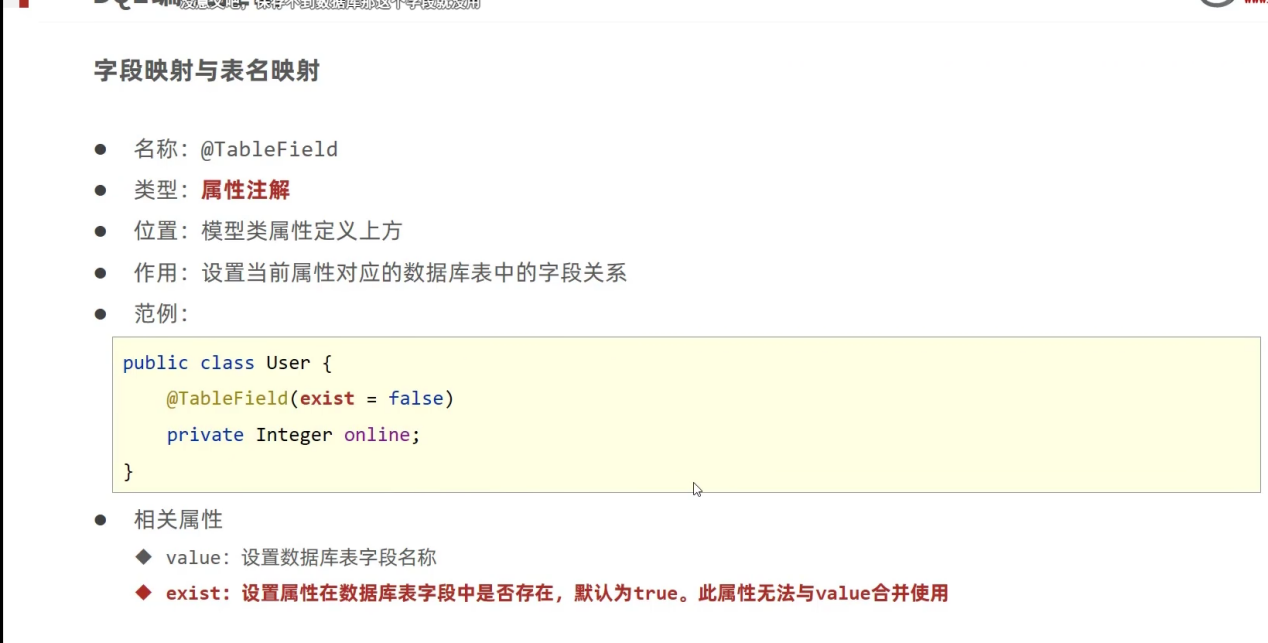 保存不到数据库那这个字段就没用
字段映射与表名映射
● 名称：@TableField
● 类型：属性注解
● 位置：模型类属性定义上方
● 作用：设置当前属性对应的数据库表中的字段关系
● 范例：
public class User {
@TableField(exist = false)
private Integer online;
}
● 相关属性
◆ value：设置数据库表字段名称
◆ exist：设置属性在数据库表字段中是否存在，默认为true。此属性无法与value合并使用